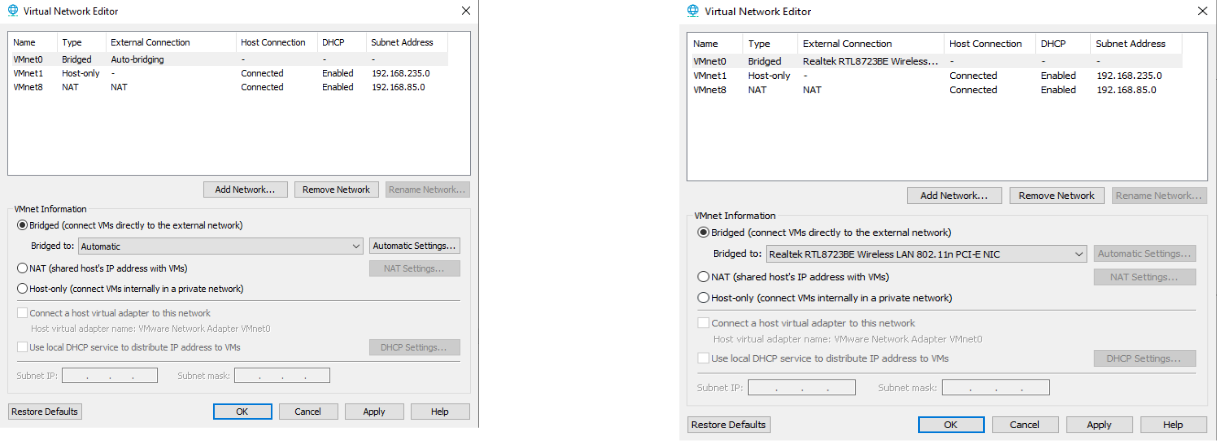 Virtual Network Editor
Name Type External Connection Host Connection DHCP Subnet Address
VMnet0 Bridged Auto-bridging - - -
VMnet1 Host-only - Connected Enabled 192.168.235.0
VMnet8 NAT NAT Connected Enabled 192.168.85.0
Add Network... Remove Network Rename Network...
VMnet Information
Bridged (connect VMs directly to the external network)
Bridged to: Automatic Automatic Settings...
NAT (shared host's IP address with VMs) NAT Settings...
Host-only (connect VMs internally in a private network)
Connect a host virtual adapter to this network
Host virtual adapter name: VMware Network Adapter VMnet0
Use local DHCP service to distribute IP address to VMs DHCP Settings...
Subnet IP: . . . Subnet mask: . . .
Restore Defaults OK Cancel Apply Help
Virtual Network Editor
Name Type External Connection Host Connection DHCP Subnet Address
VMnet0 Bridged Realtek RTL8723BE Wireless... - - -
VMnet1 Host-only - Connected Enabled 192.168.235.0
VMnet8 NAT NAT Connected Enabled 192.168.85.0
Add Network... Remove Network Rename Network...
VMnet Information
Bridged (connect VMs directly to the external network)
Bridged to: Realtek RTL8723BE Wireless LAN 802.11n PCI-E NIC Automatic Settings...
NAT (shared host's IP address with VMs) NAT Settings...
Host-only (connect VMs internally in a private network)
Connect a host virtual adapter to this network
Host virtual adapter name: VMware Network Adapter VMnet0
Use local DHCP service to distribute IP address to VMs DHCP Settings...
Subnet IP: . . . Subnet mask: . . .
Restore Defaults OK Cancel Apply Help